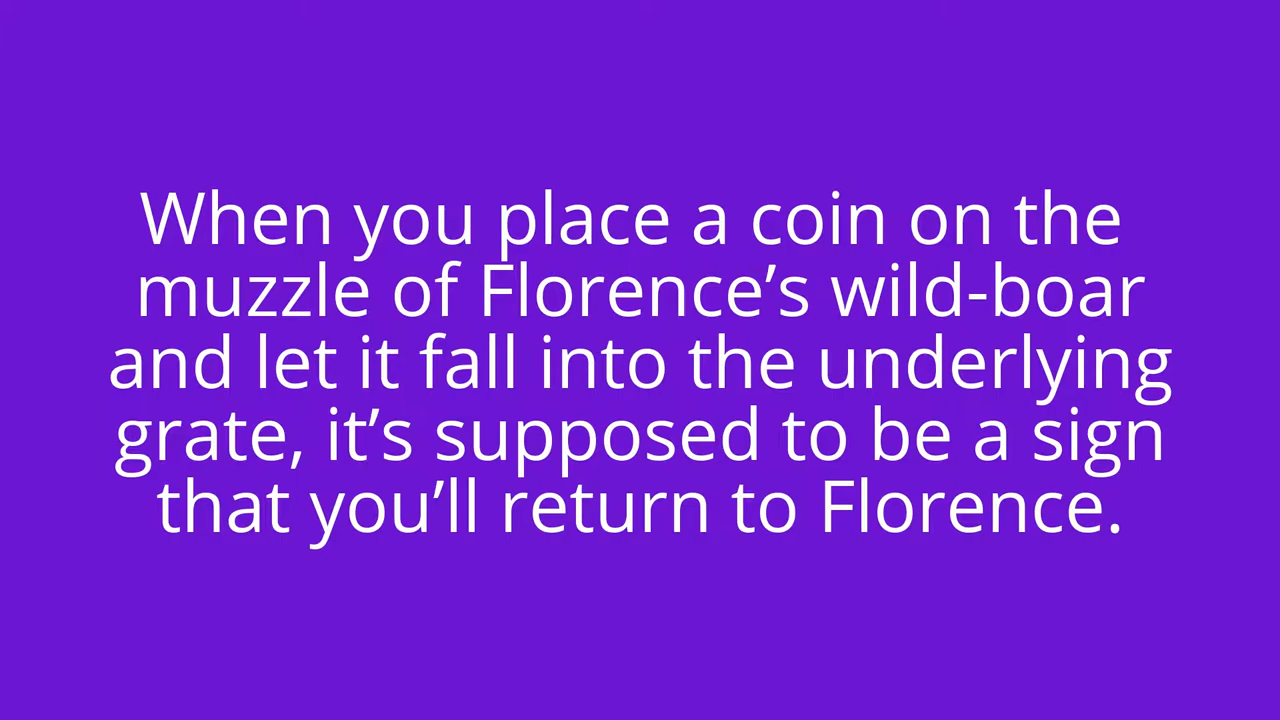 When you place a coin on the
muzzle of Florence’s wild-boar
and let it fall into the underlying
grate, it’s supposed to be a sign
that you’ll return to Florence.